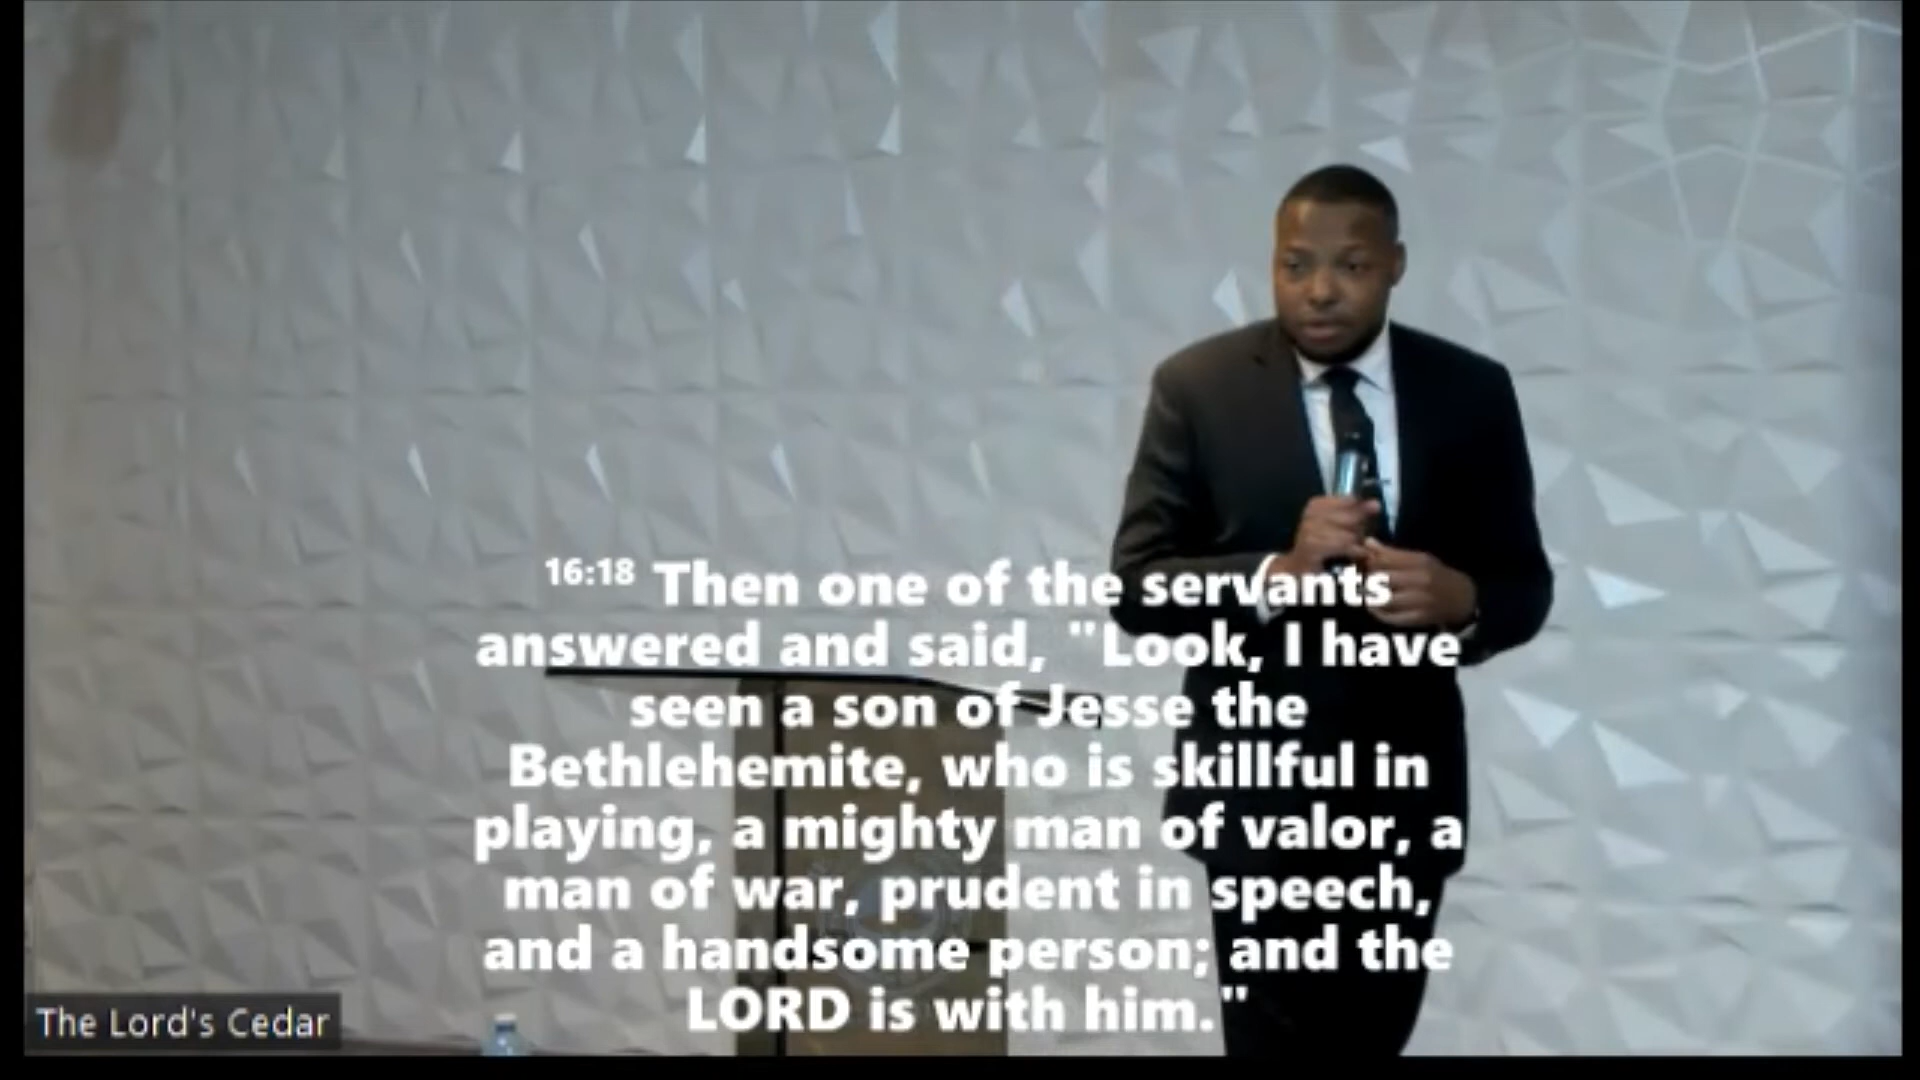 16:18 Then one of the servants
answered and said, "Look, I have
seen a son of Jesse the
Bethlehemite, who is skillful in
playing, a mighty man of valor, a
man of war, prudent in speech,
and a handsome person; and the
LORD is with him."
The Lord's Cedar